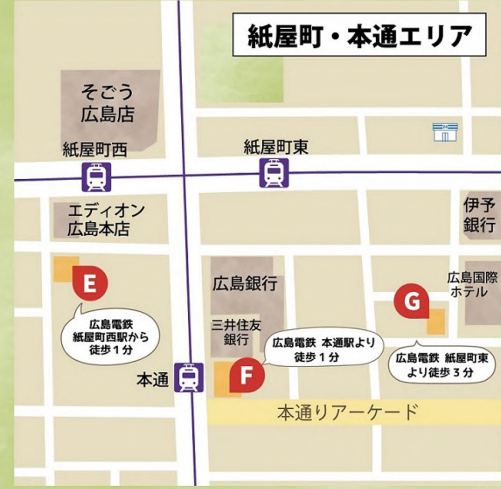 紙屋町・本通エリア
そごう
広島店
紙屋町西
紙屋町東
エディオン
広島本店
伊予
銀行
E
広島銀行
広島国際
ホテル
G
広島電鉄
紙屋町西駅から
徒歩1分
三井住友
銀行
広島電鉄 本通駅より
徒歩1分
広島電鉄 紙屋町東
より徒歩3分
本通
F
本通りアーケード